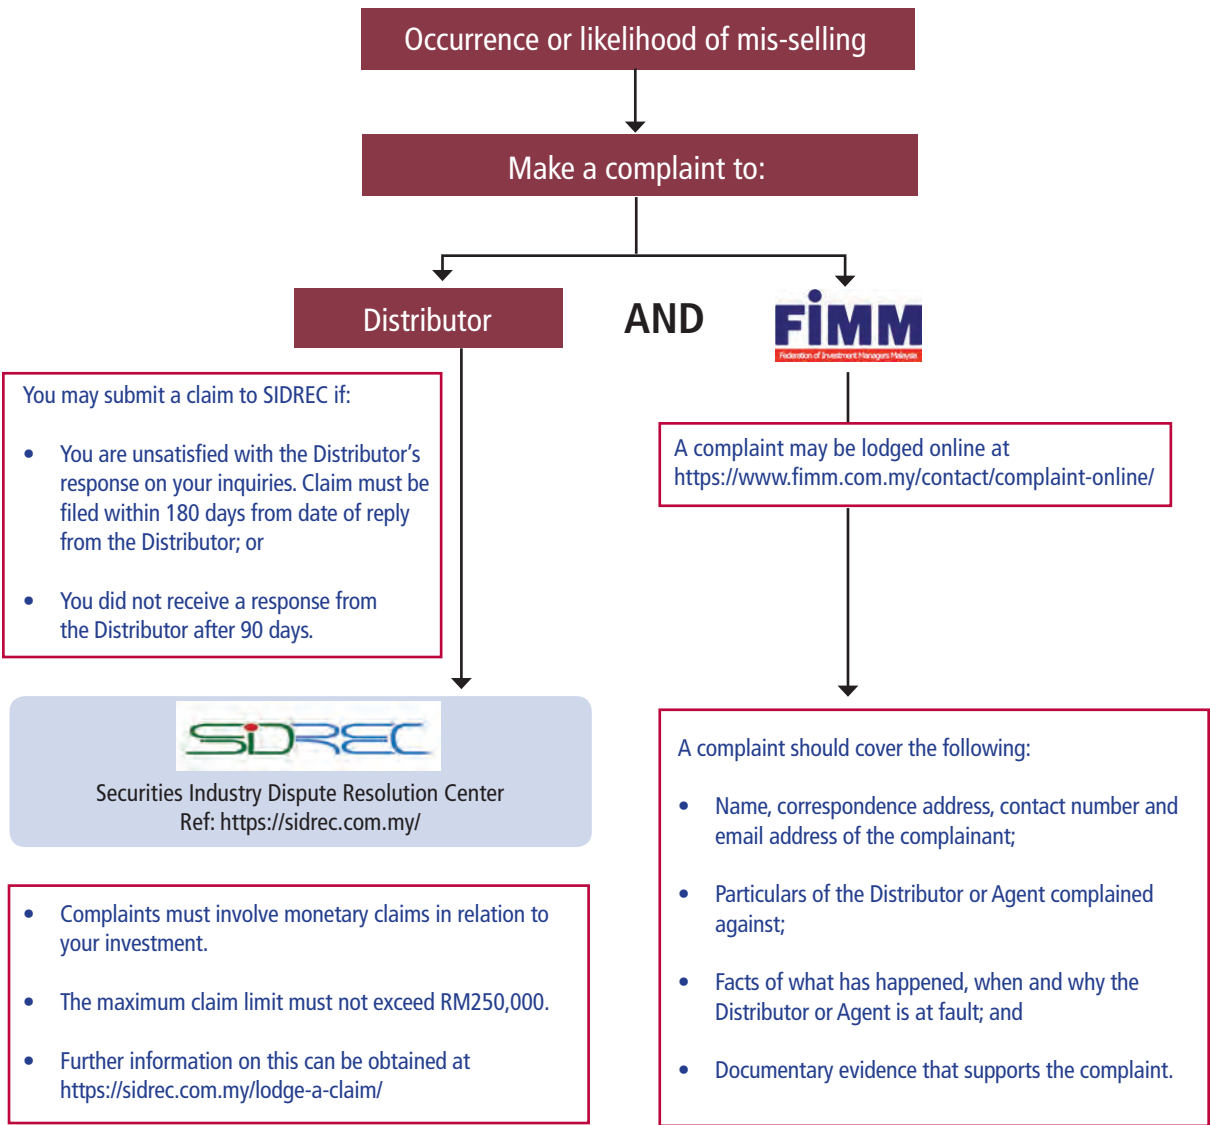 Occurrence or likelihood of mis-selling
Make a complaint to:
Distributor
AND
FiMM
Federation of Investment Managers Malaysia
You may submit a claim to SIDREC if:
• You are unsatisfied with the Distributor’s
response on your inquiries. Claim must be
filed within 180 days from date of reply
from the Distributor; or
• You did not receive a response from
the Distributor after 90 days.
A complaint may be lodged online at
https://www.fimm.com.my/contact/complaint-online/
SiDREC
Securities Industry Dispute Resolution Center
Ref: https://sidrec.com.my/
• Complaints must involve monetary claims in relation to
your investment.
• The maximum claim limit must not exceed RM250,000.
• Further information on this can be obtained at
https://sidrec.com.my/lodge-a-claim/
A complaint should cover the following:
• Name, correspondence address, contact number and
email address of the complainant;
• Particulars of the Distributor or Agent complained
against;
• Facts of what has happened, when and why the
Distributor or Agent is at fault; and
• Documentary evidence that supports the complaint.